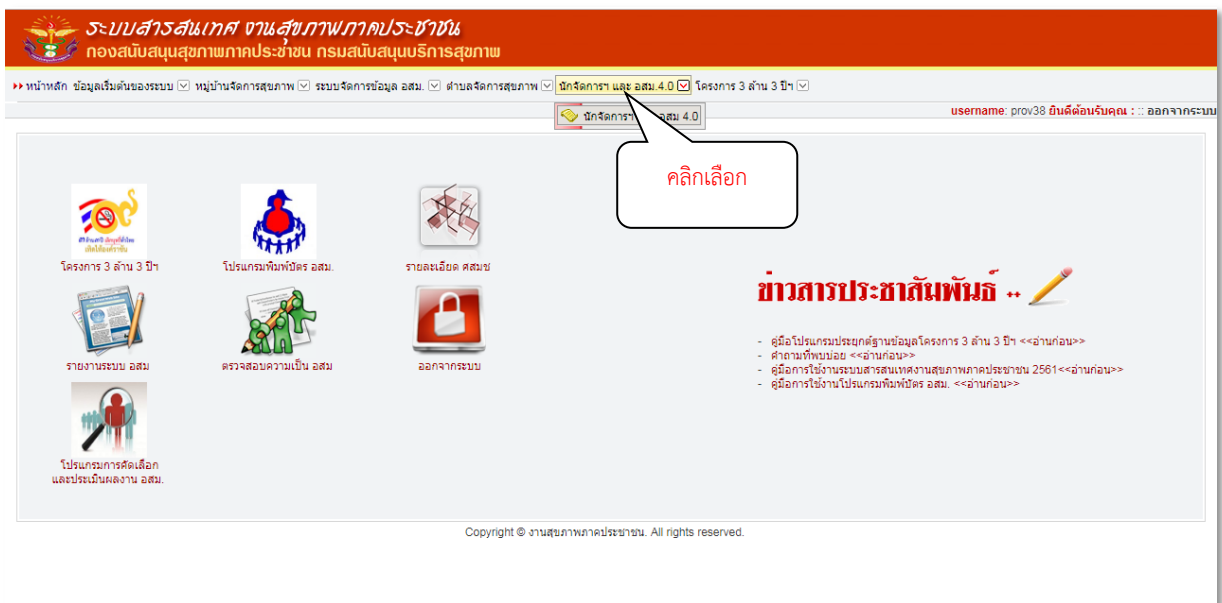 ระบบสารสนเทศ งานสุขภาพภาคประชาชน
กองสนับสนุนสุขภาพภาคประชาชน กรมสนับสนุนบริการสุขภาพ
หน้าหลัก ข้อมูลเริ่มต้นของระบบ หมู่บ้านจัดการสุขภาพ ระบบจัดการข้อมูล อสม. ตำบลจัดการสุขภาพ นักจัดการฯ และ อสม.4.0 โครงการ 3 ล้าน 3 ปีฯ
นักจัดการฯ อสม 4.0
username: prov38 ยินดีต้อนรับคุณ : :: ออกจากระบบ
คลิกเลือก
โครงการ 3 ล้าน 3 ปีฯ
โปรแกรมพิมพ์บัตร อสม.
รายละเอียด ศสมช
รายงานระบบ อสม
ตรวจสอบความเป็น อสม
ออกจากระบบ
โปรแกรมการคัดเลือก
และประเมินผลงาน อสม.
ข่าวสารประชาสัมพันธ์ ..
- คู่มือโปรแกรมประยุกต์ฐานข้อมูลโครงการ 3 ล้าน 3 ปีฯ <<อ่านก่อน>>
- คำถามที่พบบ่อย <<อ่านก่อน>>
- คู่มือการใช้งานระบบสารสนเทศงานสุขภาพภาคประชาชน 2561<<อ่านก่อน>>
- คู่มือการใช้งานโปรแกรมพิมพ์บัตร อสม. <<อ่านก่อน>>
Copyright © งานสุขภาพภาคประชาชน. All rights reserved.